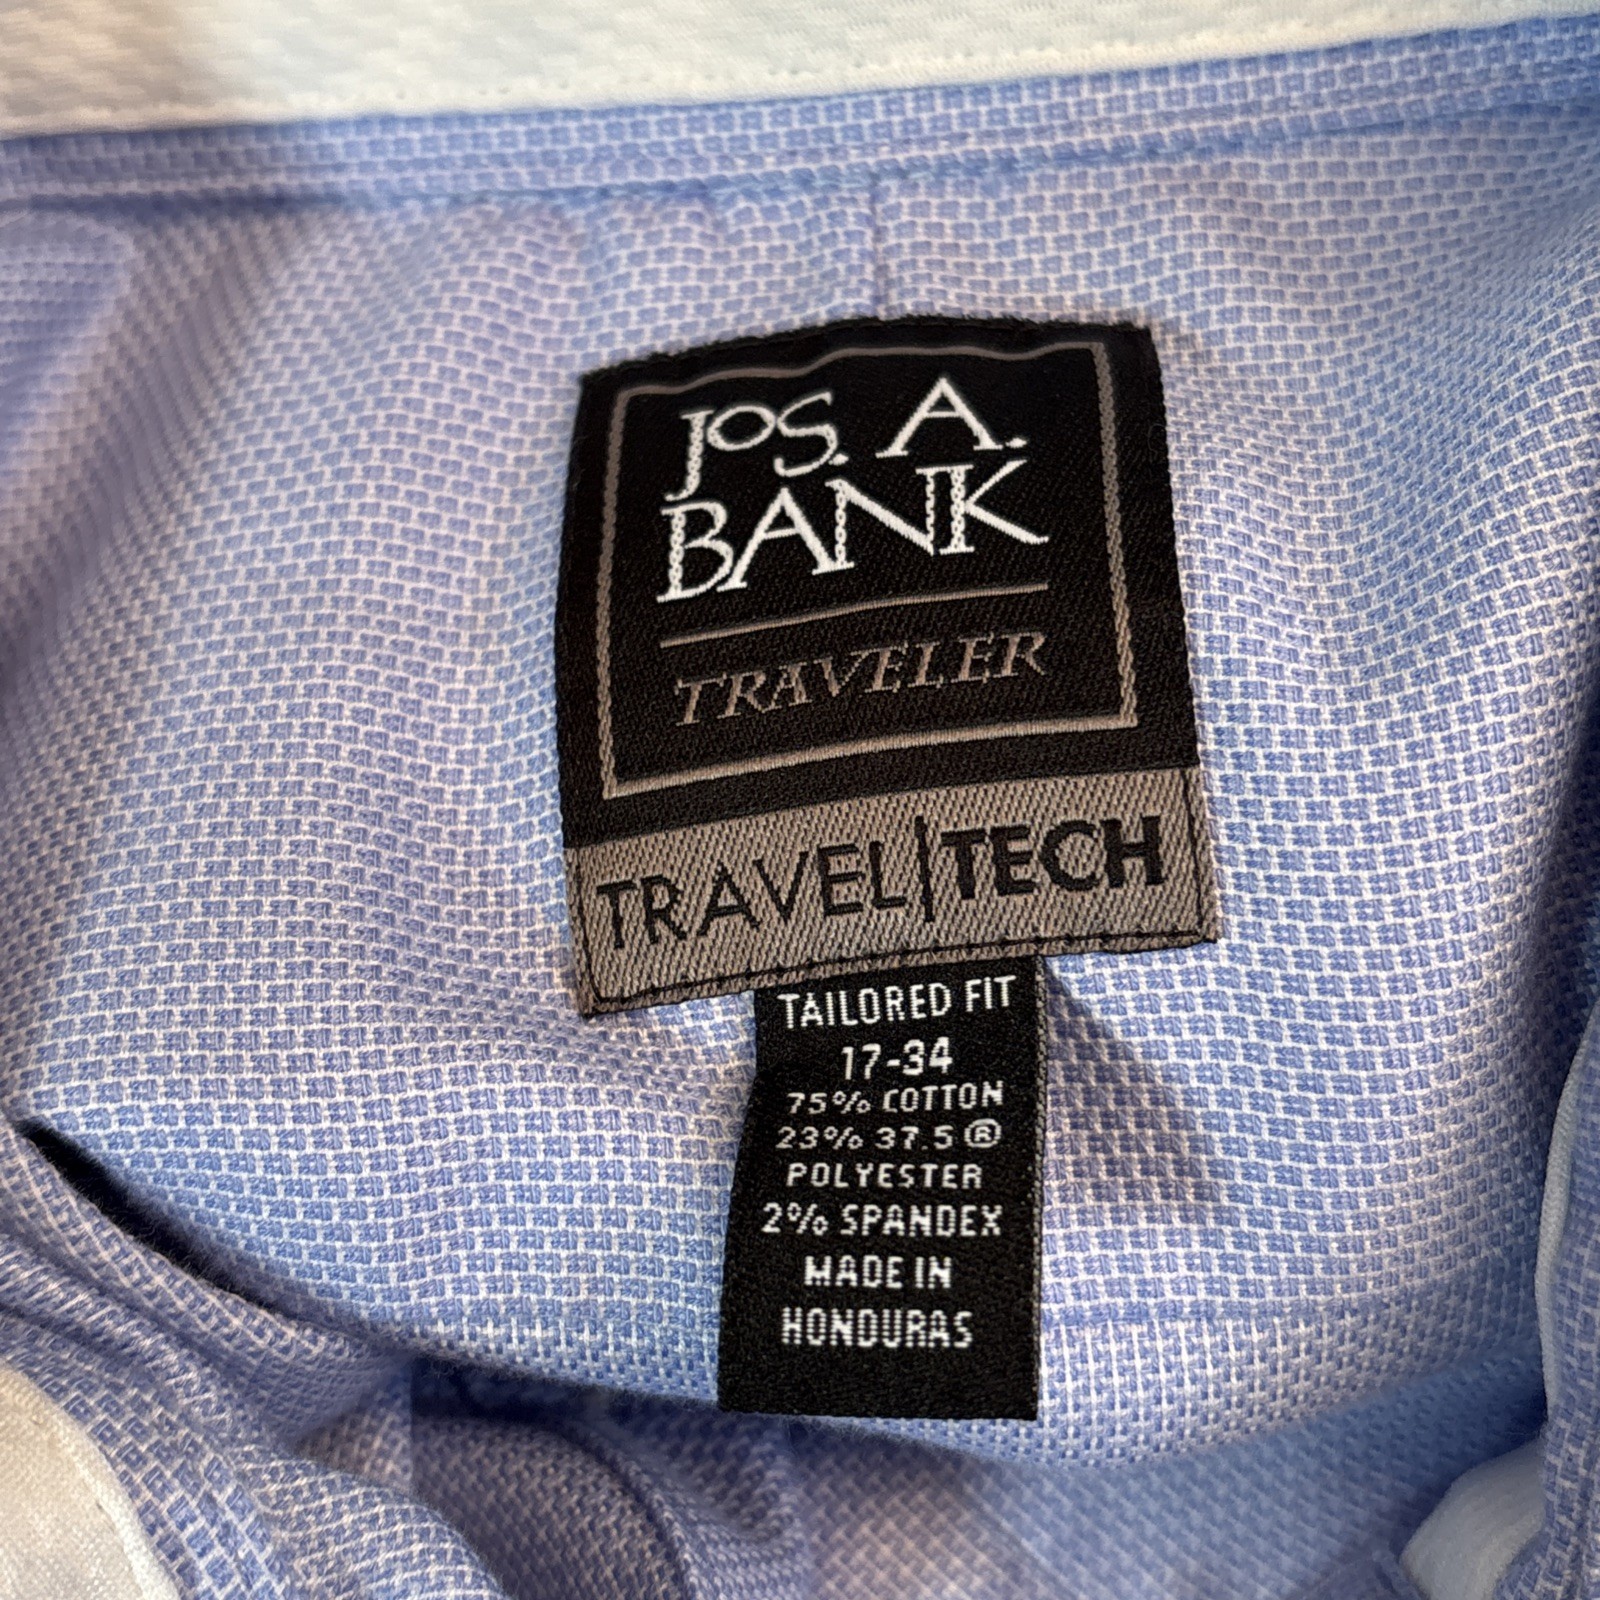 JOS. A.
BANK
TRAVELER
TRAVEL|TECH
TAILORED FIT
17-34
75% COTTON
23% 37.5®
POLYESTER
2% SPANDEX
MADE IN
HONDURAS